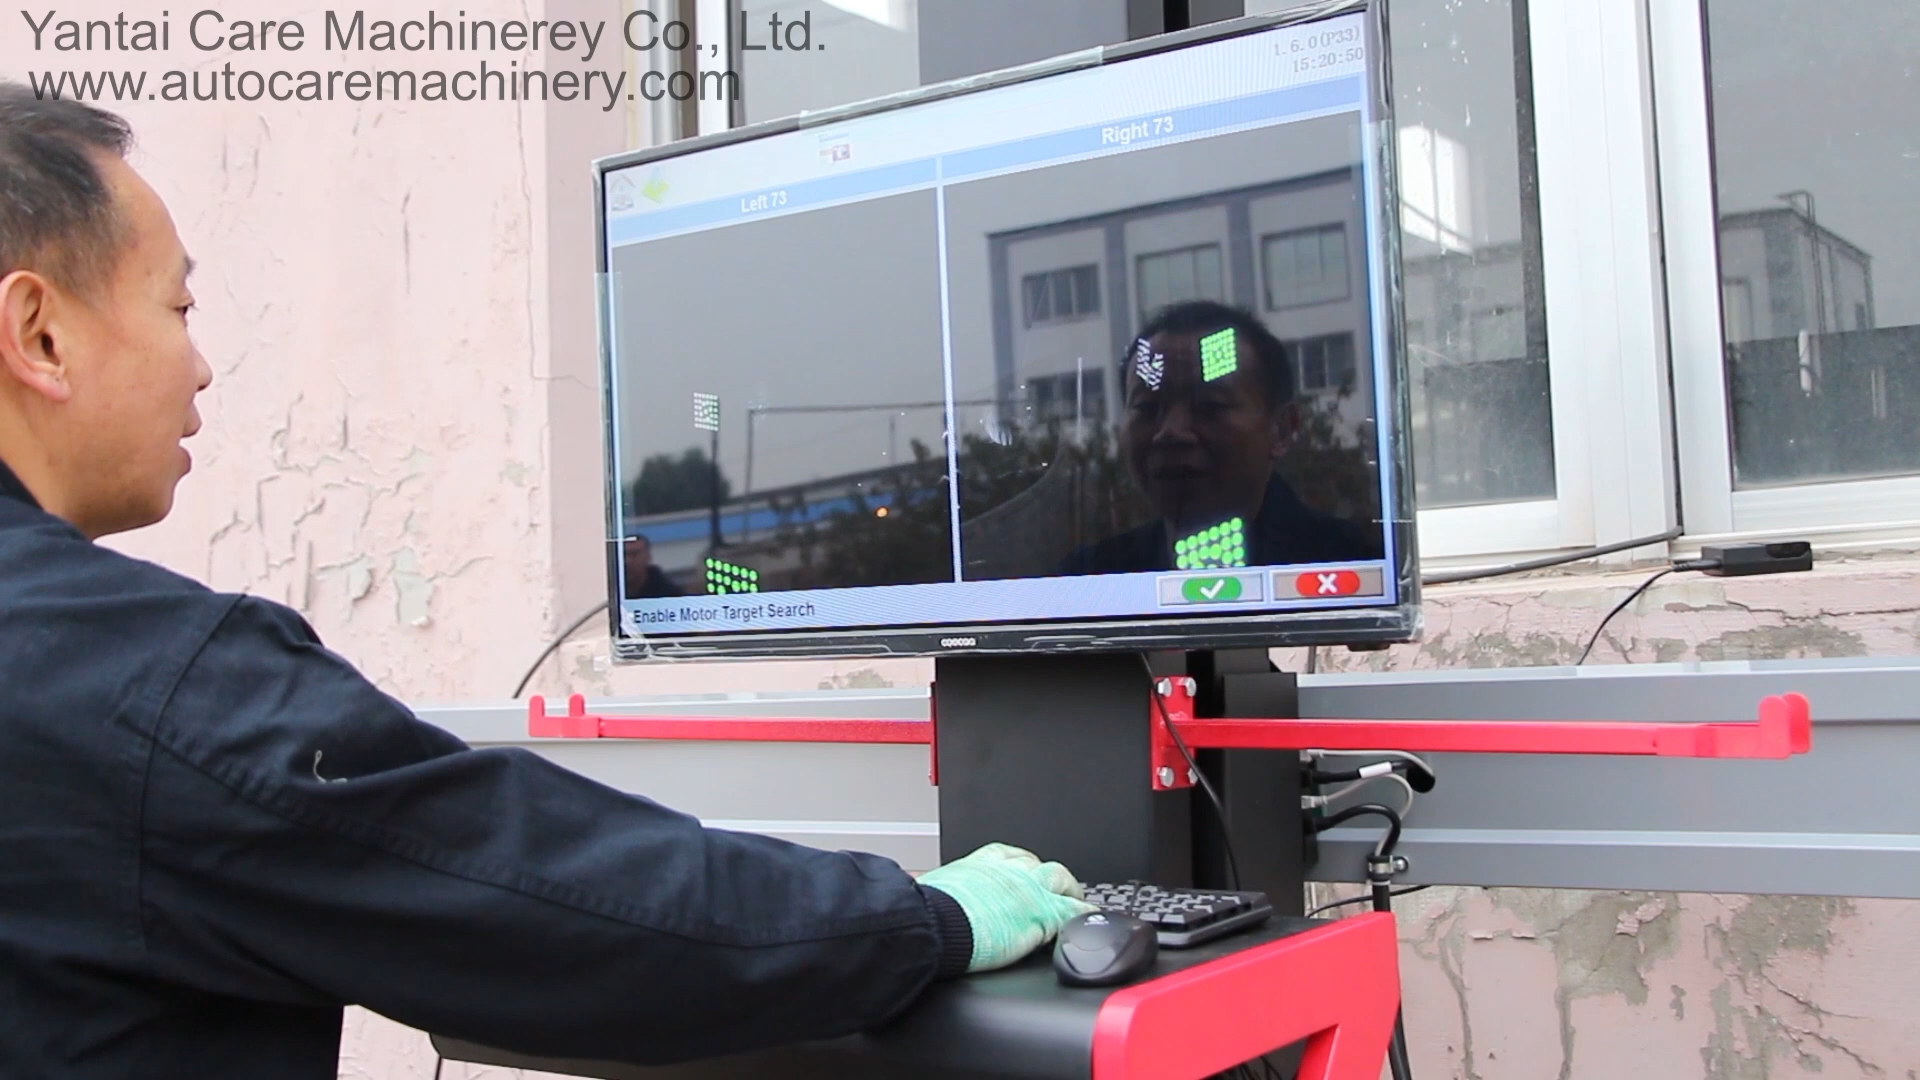 Yantai Care Machinerey Co., Ltd.
www.autocaremachinery.com
1.6.0(P33)
15:20:50
Left 73
Right 73
Enable Motor Target Search
coocaa